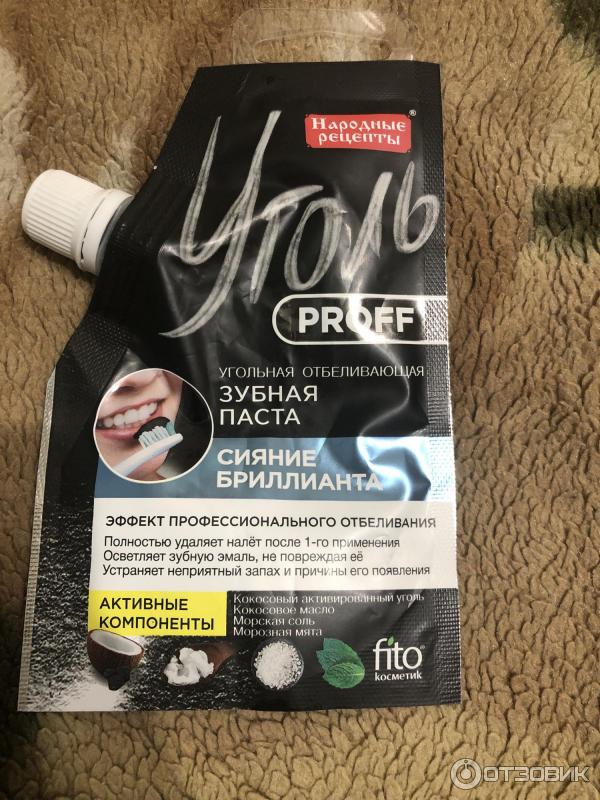 Народные
рецепты®
Уголь
PROFF
УГОЛЬНАЯ ОТБЕЛИВАЮЩАЯ
ЗУБНАЯ
ПАСТА
СИЯНИЕ
БРИЛЛИАНТА
ЭФФЕКТ ПРОФЕССИОНАЛЬНОГО ОТБЕЛИВАНИЯ
Полностью удаляет налёт после 1-го применения
Осветляет зубную эмаль, не повреждая её
Устраняет неприятный запах и причины его появления
АКТИВНЫЕ
КОМПОНЕНТЫ
Кокосовый активированный уголь
Кокосовое масло
Морская соль
Морозная мята
fito®
косметик
ОТЗОВИК